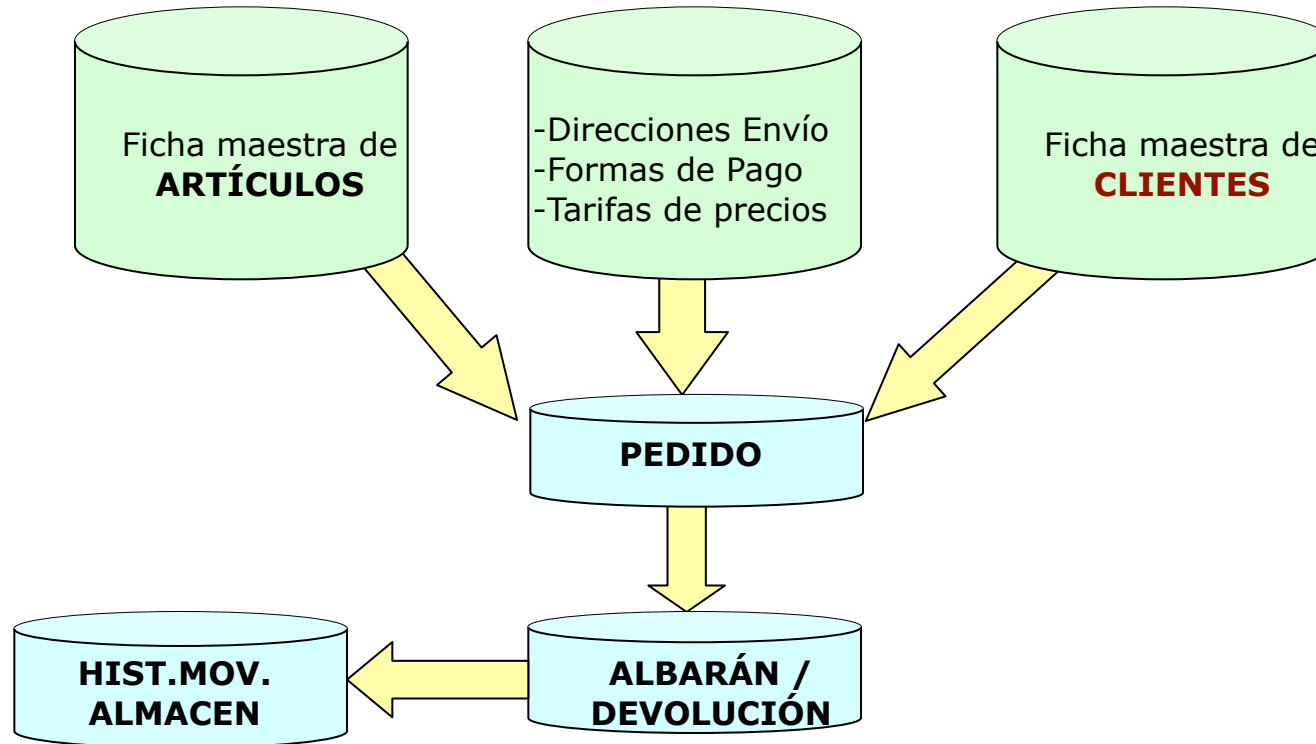 Ficha maestra de
ARTÍCULOS
-Direcciones Envío
-Formas de Pago
-Tarifas de precios
Ficha maestra de
CLIENTES
PEDIDO
HIST.MOV.
ALMACEN
ALBARÁN /
DEVOLUCIÓN